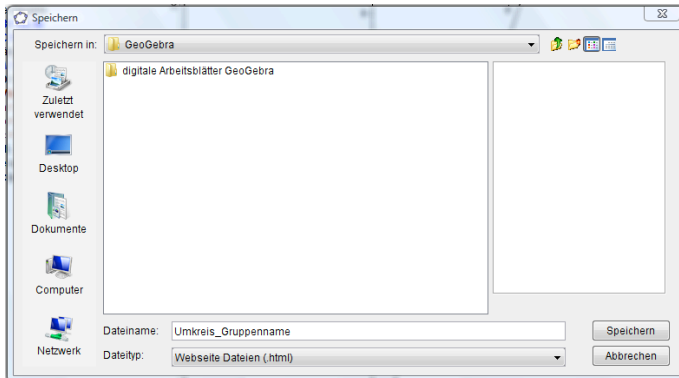 Speichern
Speichern in:
GeoGebra
digitale Arbeitsblätter GeoGebra
Zuletzt
verwendet
Desktop
Dokumente
Computer
Netzwerk
Dateiname:
Umkreis_Gruppenname
Speichern
Dateityp:
Webseite Dateien (.html)
Abbrechen